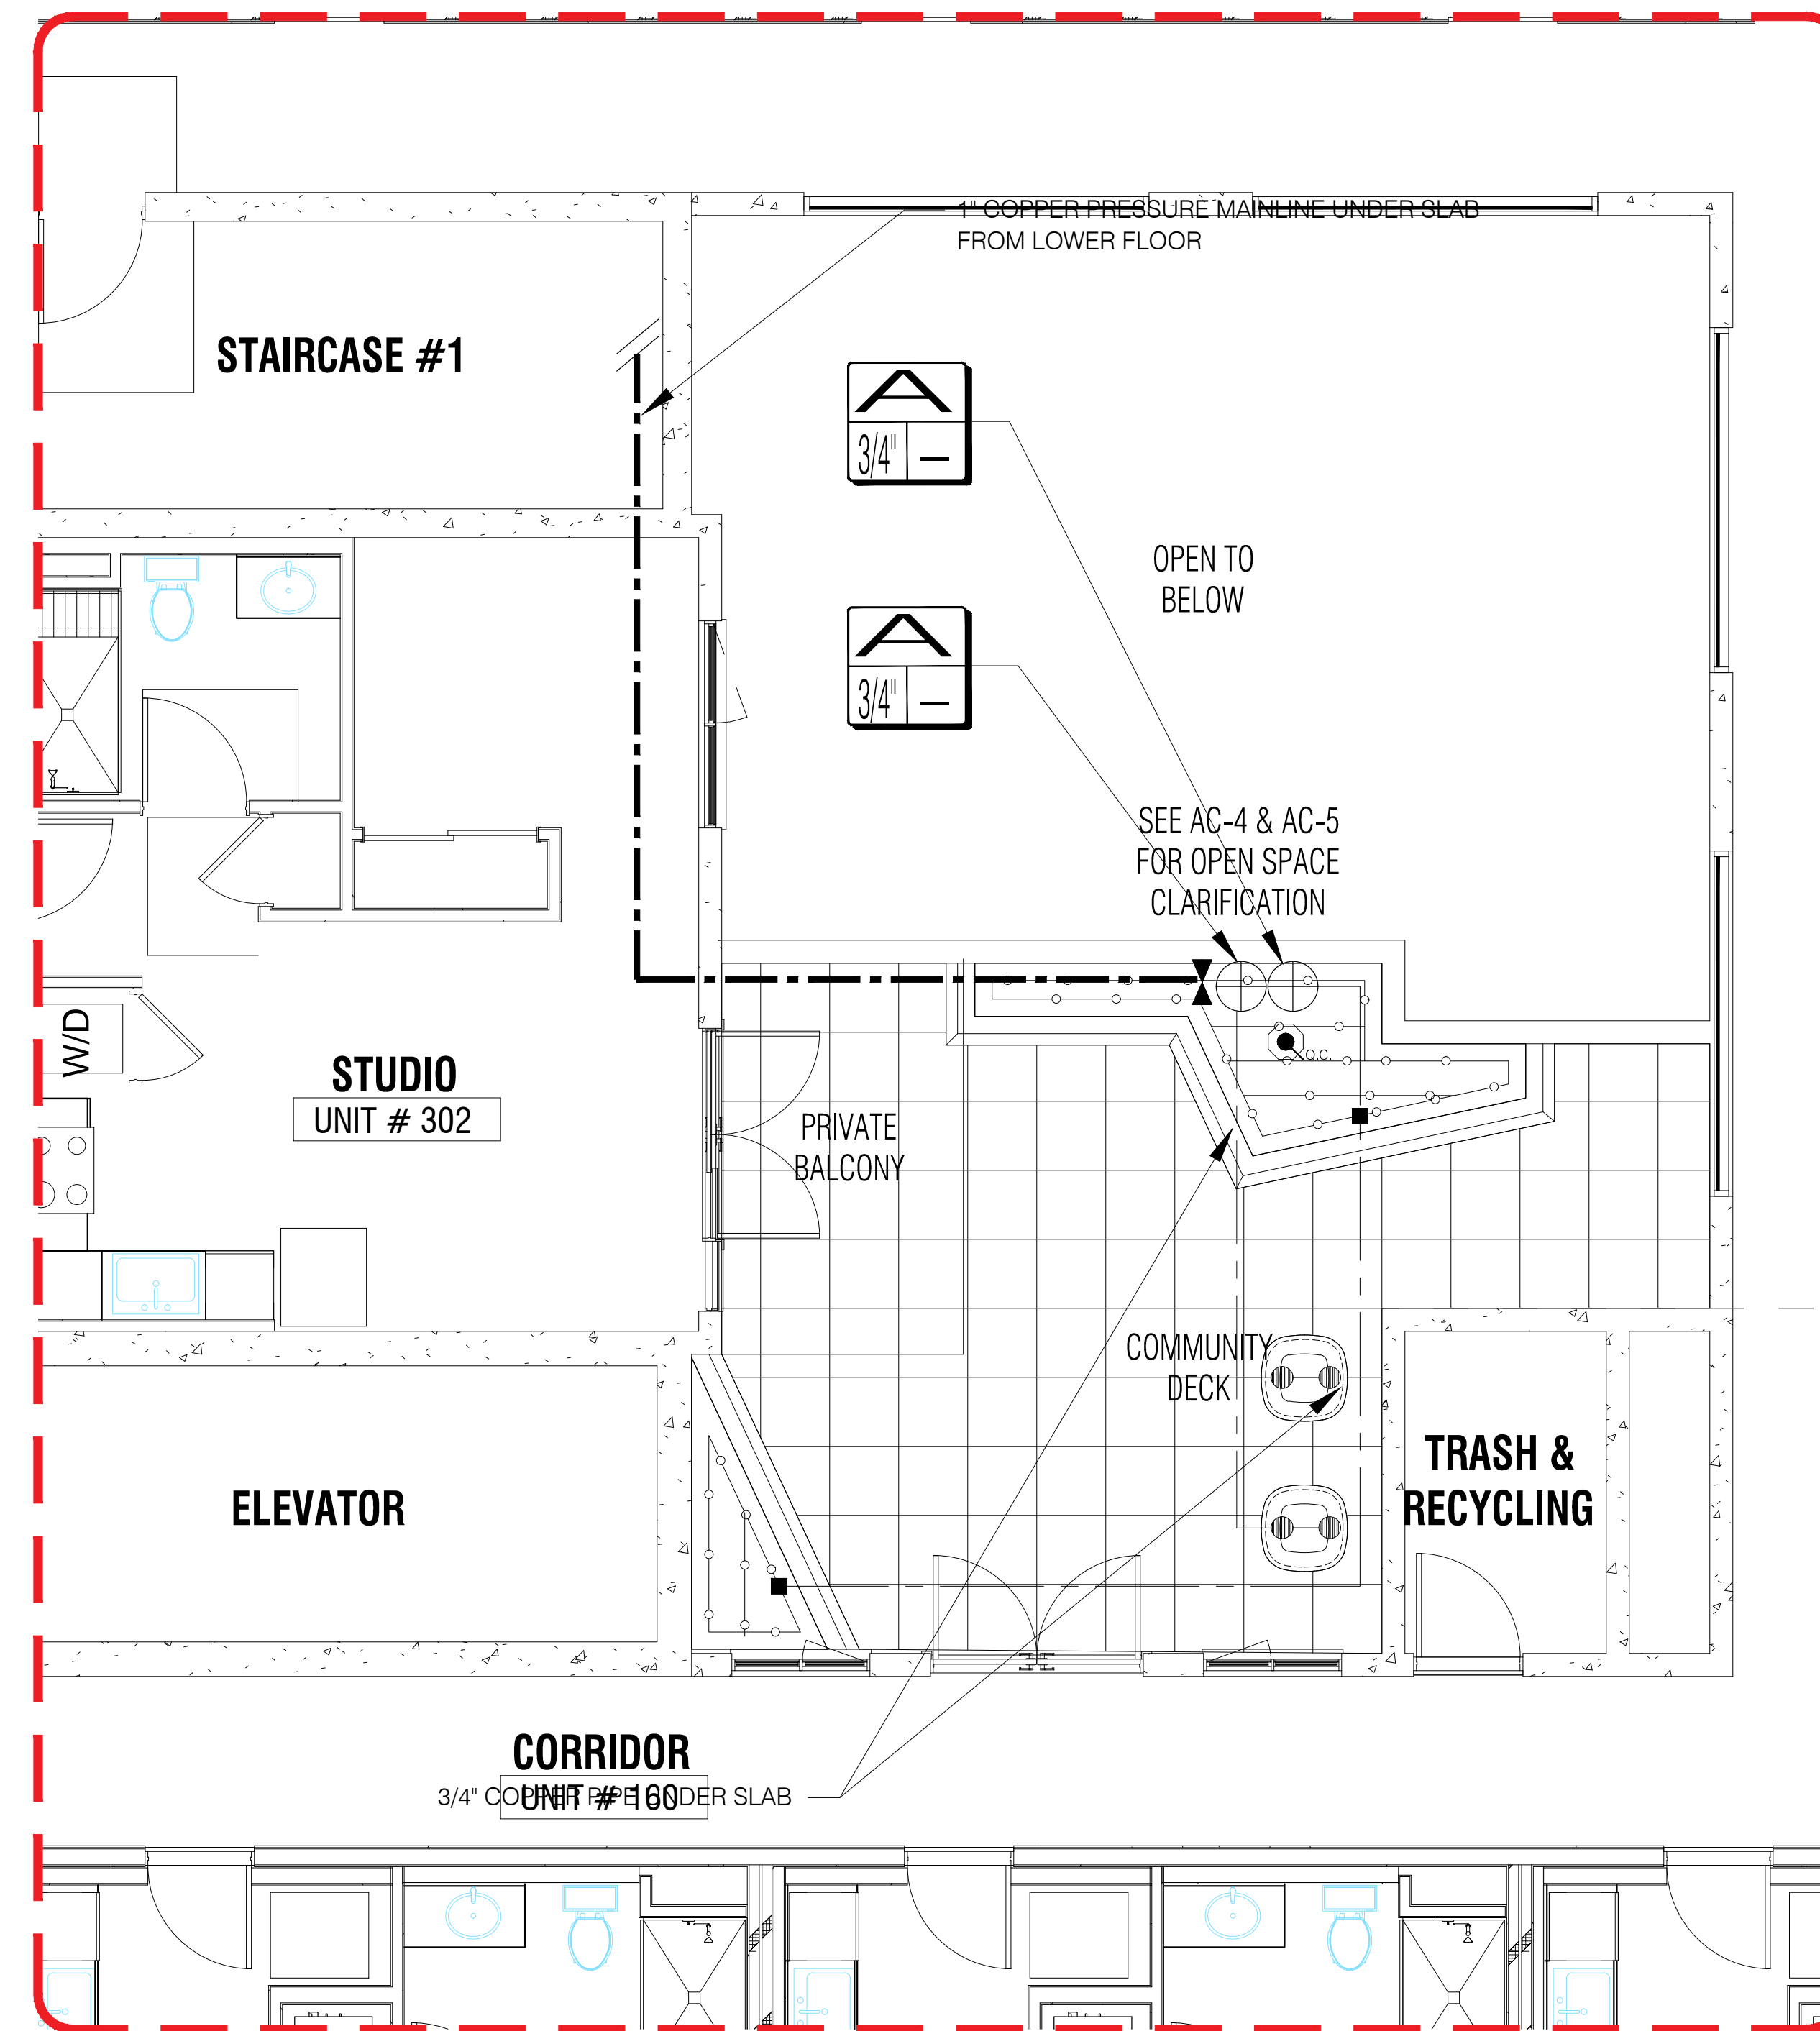 1" COPPER PRESSURE MAINLINE UNDER SLAB
FROM LOWER FLOOR
STAIRCASE #1
A
3/4" —
OPEN TO
BELOW
A
3/4" —
SEE AC-4 & AC-5
FOR OPEN SPACE
CLARIFICATION
W/D
STUDIO
UNIT # 302
Q.C.
PRIVATE
BALCONY
COMMUNITY
DECK
TRASH &
RECYCLING
ELEVATOR
CORRIDOR
UNIT # 160
3/4" COPPER PIPE UNDER SLAB